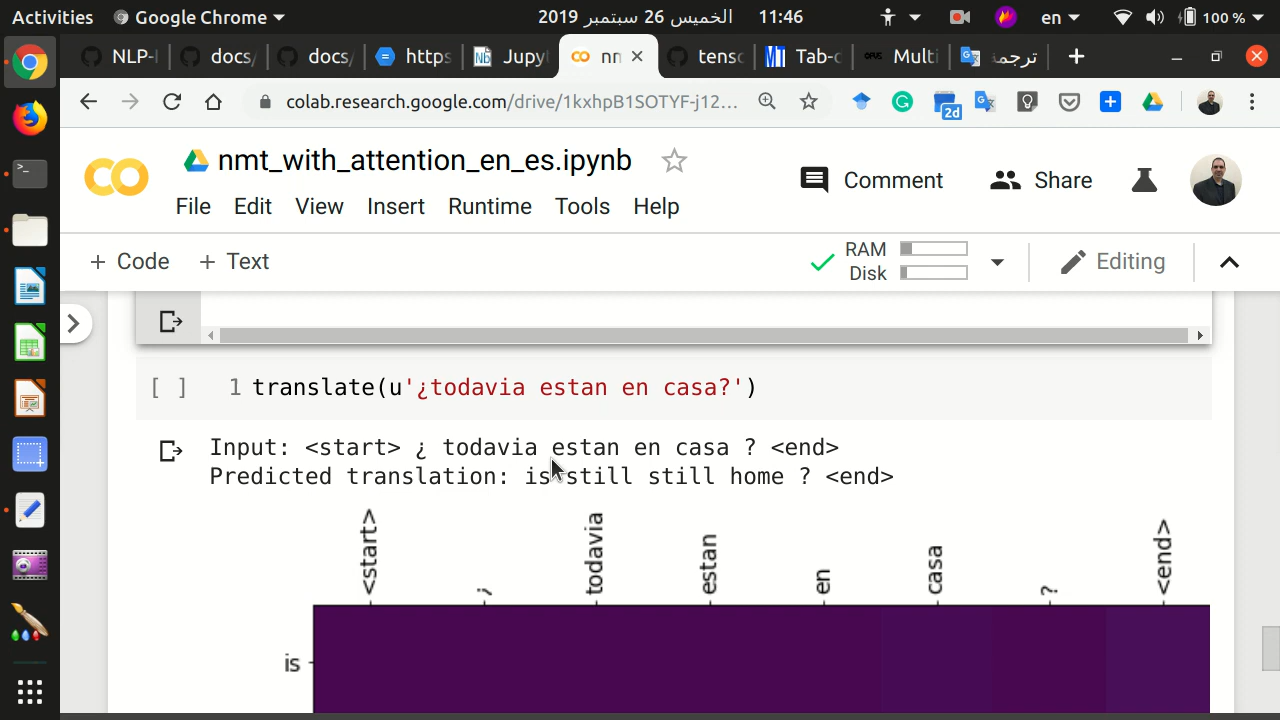 Activities Google Chrome الخميس 26 سبتمبر 2019 11:46 en 100 %
NLP- docs/ docs/ https Jupy nn tens Tab-c Multi ترجمة
colab.research.google.com/drive/1kxhpB1SOTYF-j12... 2d
nmt_with_attention_en_es.ipynb
Comment Share
File Edit View Insert Runtime Tools Help
+ Code + Text RAM Disk Editing
[ ] 1 translate(u'¿todavia estan en casa?')
Input: <start> ¿ todavia estan en casa ? <end>
Predicted translation: is still still home ? <end>
<start> ¿ todavia estan en casa ? <end>
is